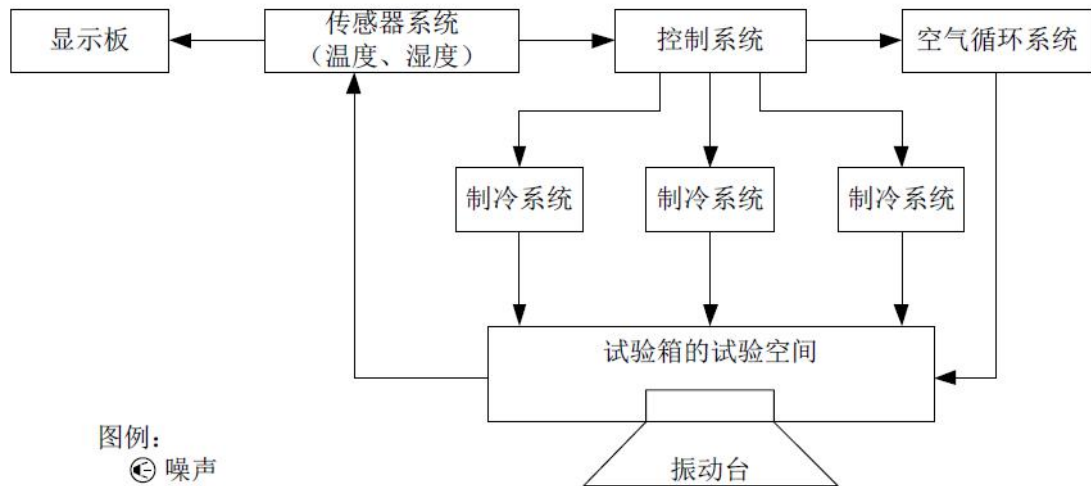 显示板
传感器系统
（温度、湿度）
控制系统
空气循环系统
制冷系统
制冷系统
制冷系统
试验箱的试验空间
振动台
图例：
噪声